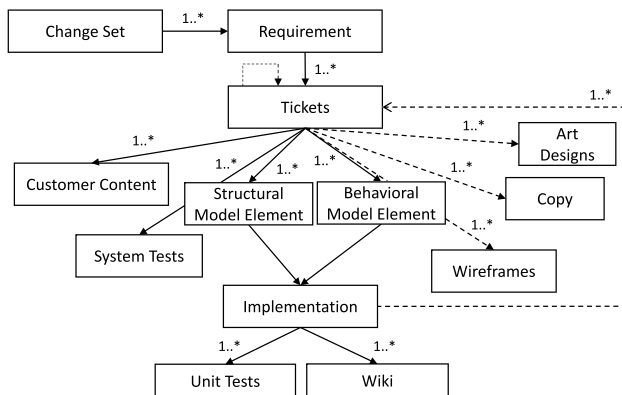 1..*
Change Set
Requirement
1..*
1..*
Tickets
1..*
1..*
Art
Designs
1..*
1..*
1..*
1..*
Customer Content
Structural
Model Element
Behavioral
Model Element
Copy
1..*
System Tests
Wireframes
Implementation
1..*
1..*
Unit Tests
Wiki